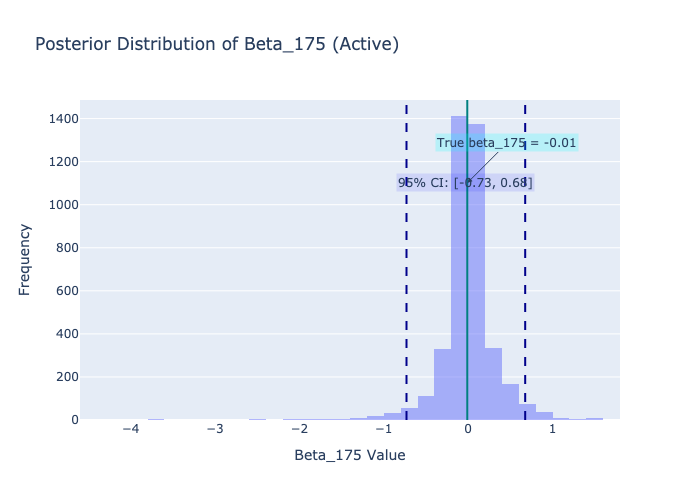 Posterior Distribution of Beta_175 (Active)
1400
1200
1000
800
600
400
200
0
Frequency
True beta_175 = -0.01
95% CI: [-0.73, 0.68]
−4
−3
−2
−1
0
1
Beta_175 Value